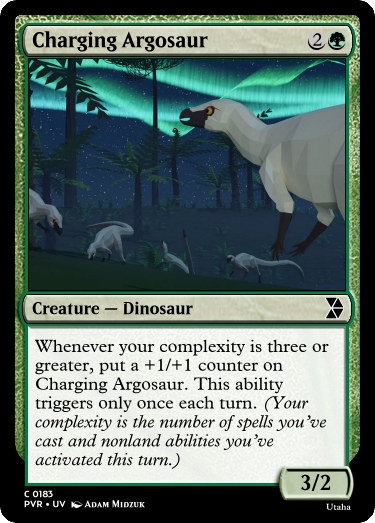 Charging Argosaur 2
Creature — Dinosaur
Whenever your complexity is three or
greater, put a +1/+1 counter on
Charging Argosaur. This ability
triggers only once each turn. (Your
complexity is the number of spells you've
cast and nonland abilities you've
activated this turn.)
3/2
C 0183
PVR • UV Adam Midzuk
Utaha